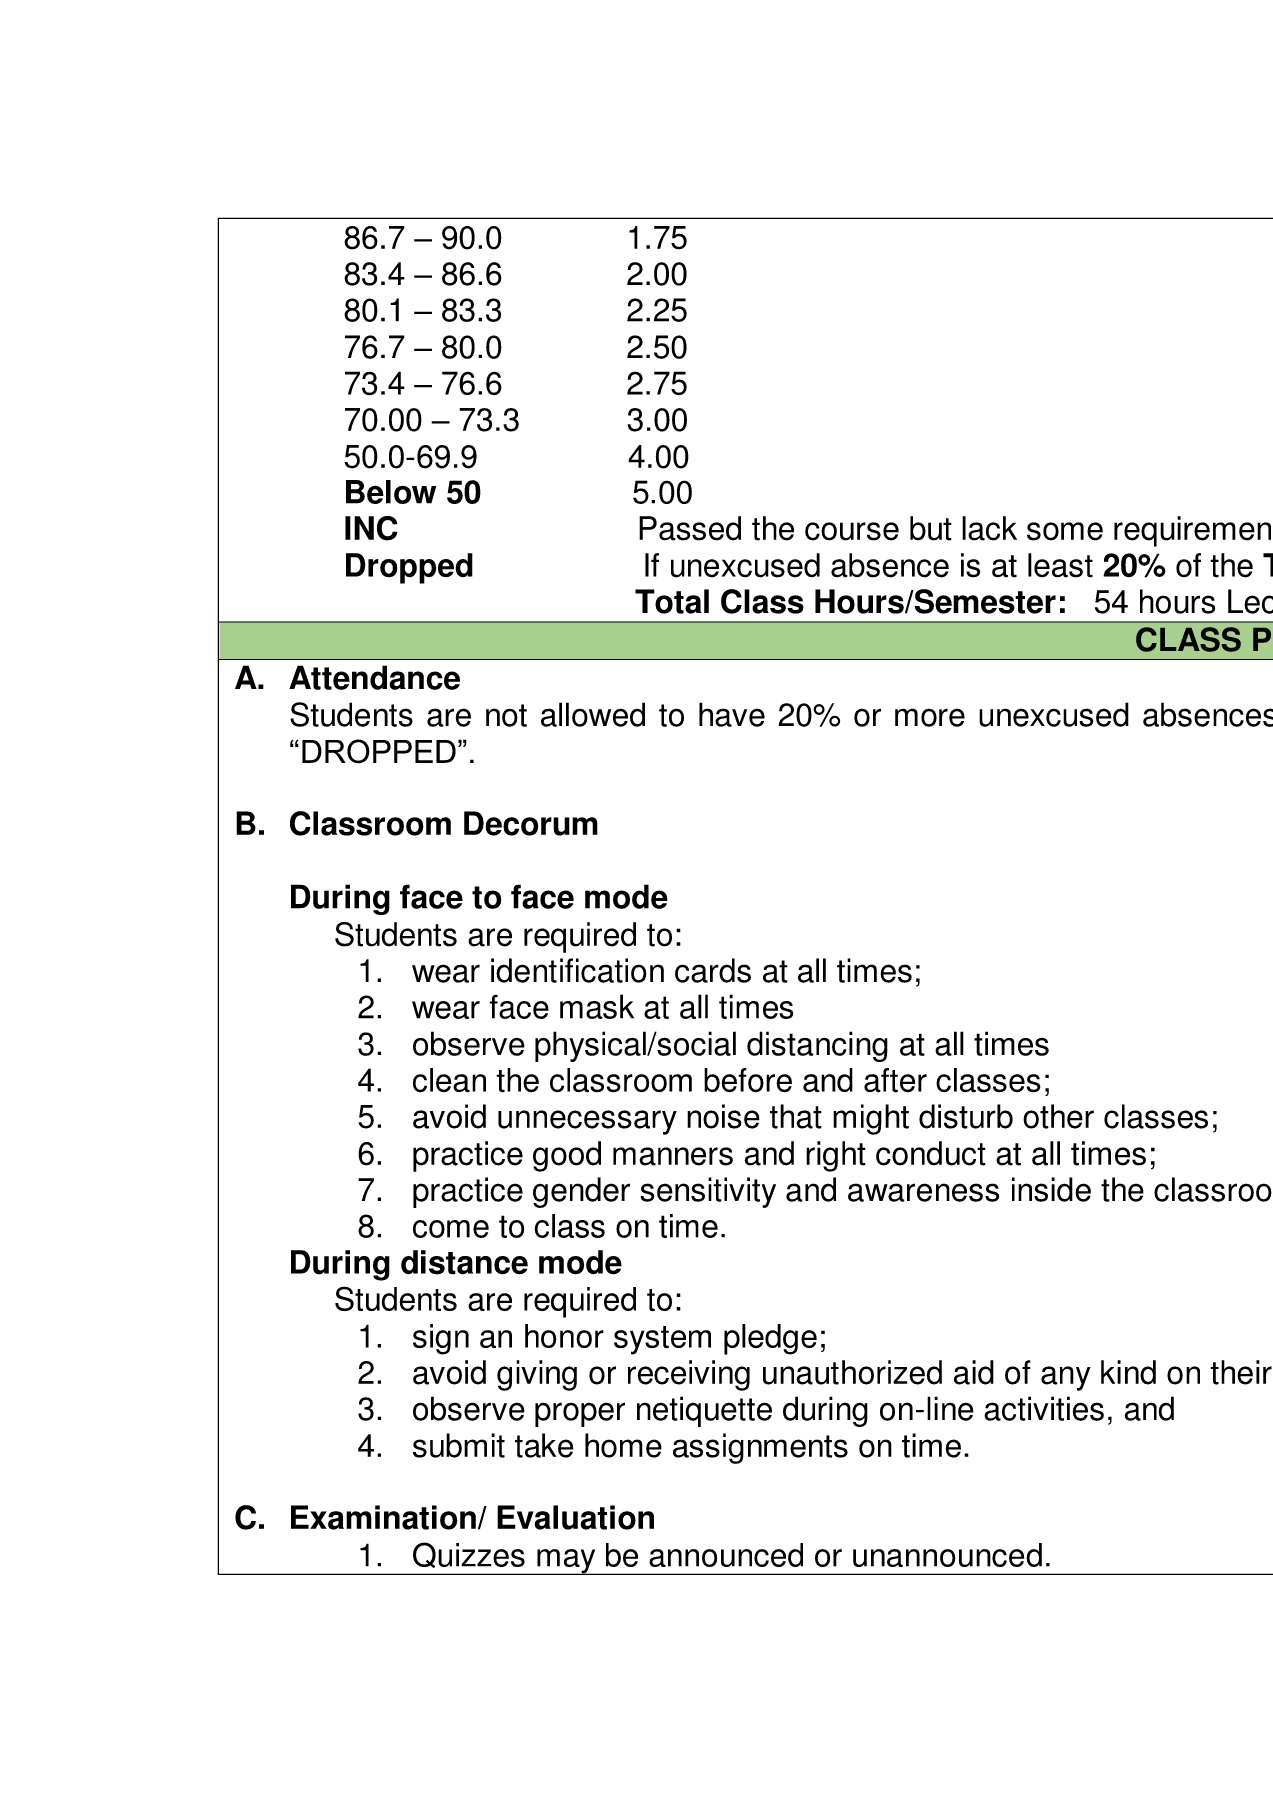 86.7 – 90.0 1.75
83.4 – 86.6 2.00
80.1 – 83.3 2.25
76.7 – 80.0 2.50
73.4 – 76.6 2.75
70.00 – 73.3 3.00
50.0-69.9 4.00
Below 50 5.00
INC Passed the course but lack some
Dropped If unexcused absence is at least 20% of the
Total Class Hours/Semester: 54 hours
CLASS
A. Attendance
Students are not allowed to have 20% or more unexcused absences
“DROPPED”.
B. Classroom Decorum
During face to face mode
Students are required to:
1. wear identification cards at all times;
2. wear face mask at all times
3. observe physical/social distancing at all times
4. clean the classroom before and after classes;
5. avoid unnecessary noise that might disturb other classes;
6. practice good manners and right conduct at all times;
7. practice gender sensitivity and awareness inside the
8. come to class on time.
During distance mode
Students are required to:
1. sign an honor system pledge;
2. avoid giving or receiving unauthorized aid of any kind on their
3. observe proper netiquette during on-line activities, and
4. submit take home assignments on time.
C. Examination/ Evaluation
1. Quizzes may be announced or unannounced.